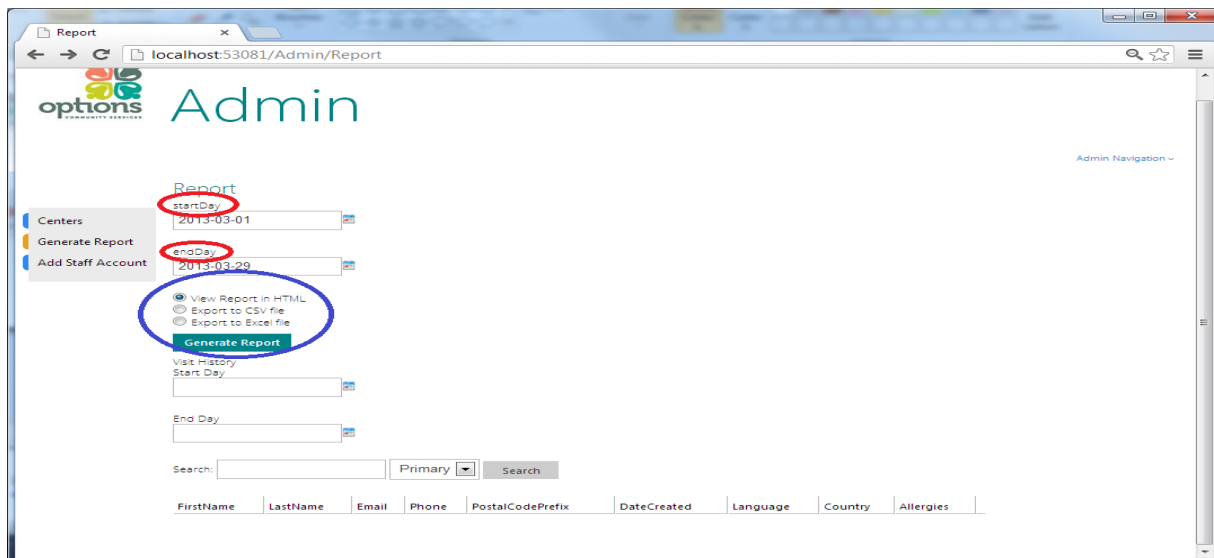 Report
localhost:53081/Admin/Report
options
COMMUNITY SERVICES
Admin
Admin Navigation
Report
startDay
2013-03-01
Centers
Generate Report
Add Staff Account
endDay
2013-03-29
View Report in HTML
Export to CSV file
Export to Excel file
Generate Report
Visit History
Start Day
End Day
Search: Primary Search
FirstName LastName Email Phone PostalCodePrefix DateCreated Language Country Allergies